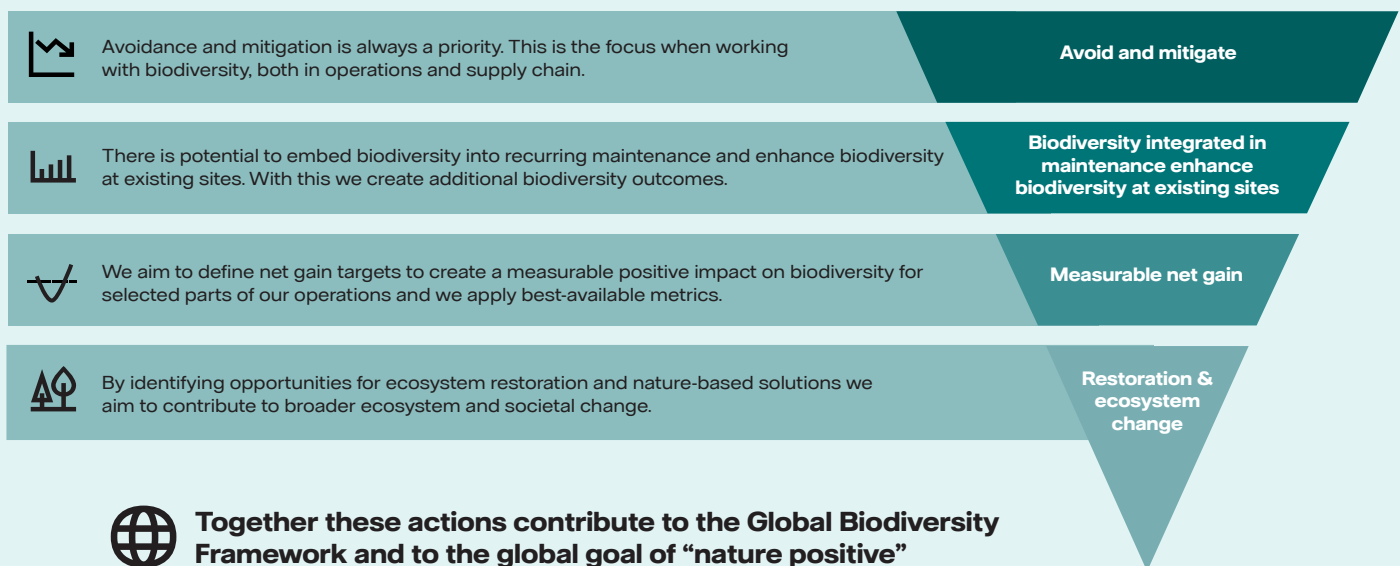 Avoidance and mitigation is always a priority. This is the focus when working
with biodiversity, both in operations and supply chain.
Avoid and mitigate
There is potential to embed biodiversity into recurring maintenance and enhance biodiversity
at existing sites. With this we create additional biodiversity outcomes.
Biodiversity integrated in
maintenance enhance
biodiversity at existing sites
We aim to define net gain targets to create a measurable positive impact on biodiversity for
selected parts of our operations and we apply best-available metrics.
Measurable net gain
By identifying opportunities for ecosystem restoration and nature-based solutions we
aim to contribute to broader ecosystem and societal change.
Restoration &
ecosystem
change
Together these actions contribute to the Global Biodiversity
Framework and to the global goal of “nature positive”